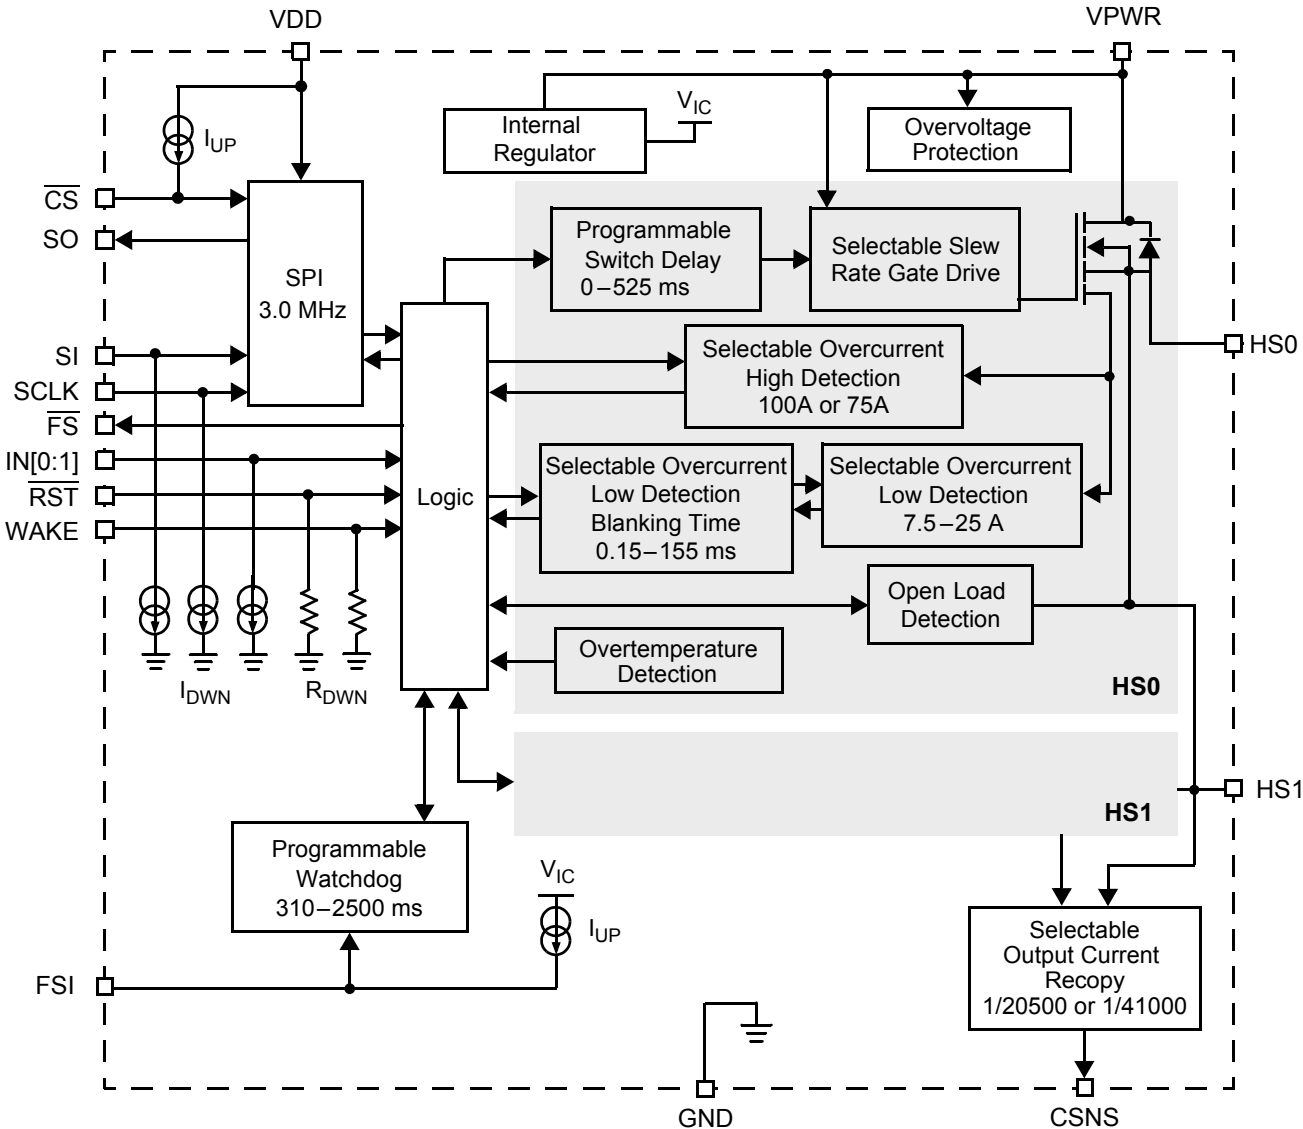 VDD
VPWR
VIC
Internal
Regulator
Overvoltage
Protection
IUP
CS
SO
SPI
3.0 MHz
Programmable
Switch Delay
0–525 ms
Selectable Slew
Rate Gate Drive
HS0
SI
SCLK
FS
IN[0:1]
RST
WAKE
Logic
Selectable Overcurrent
High Detection
100A or 75A
Selectable Overcurrent
Low Detection
Blanking Time
0.15–155 ms
Selectable Overcurrent
Low Detection
7.5–25 A
Open Load
Detection
Overtemperature
Detection
HS0
IDWN
RDWN
HS1
HS1
Programmable
Watchdog
310–2500 ms
VIC
IUP
FSI
Selectable
Output Current
Recopy
1/20500 or 1/41000
GND
CSNS